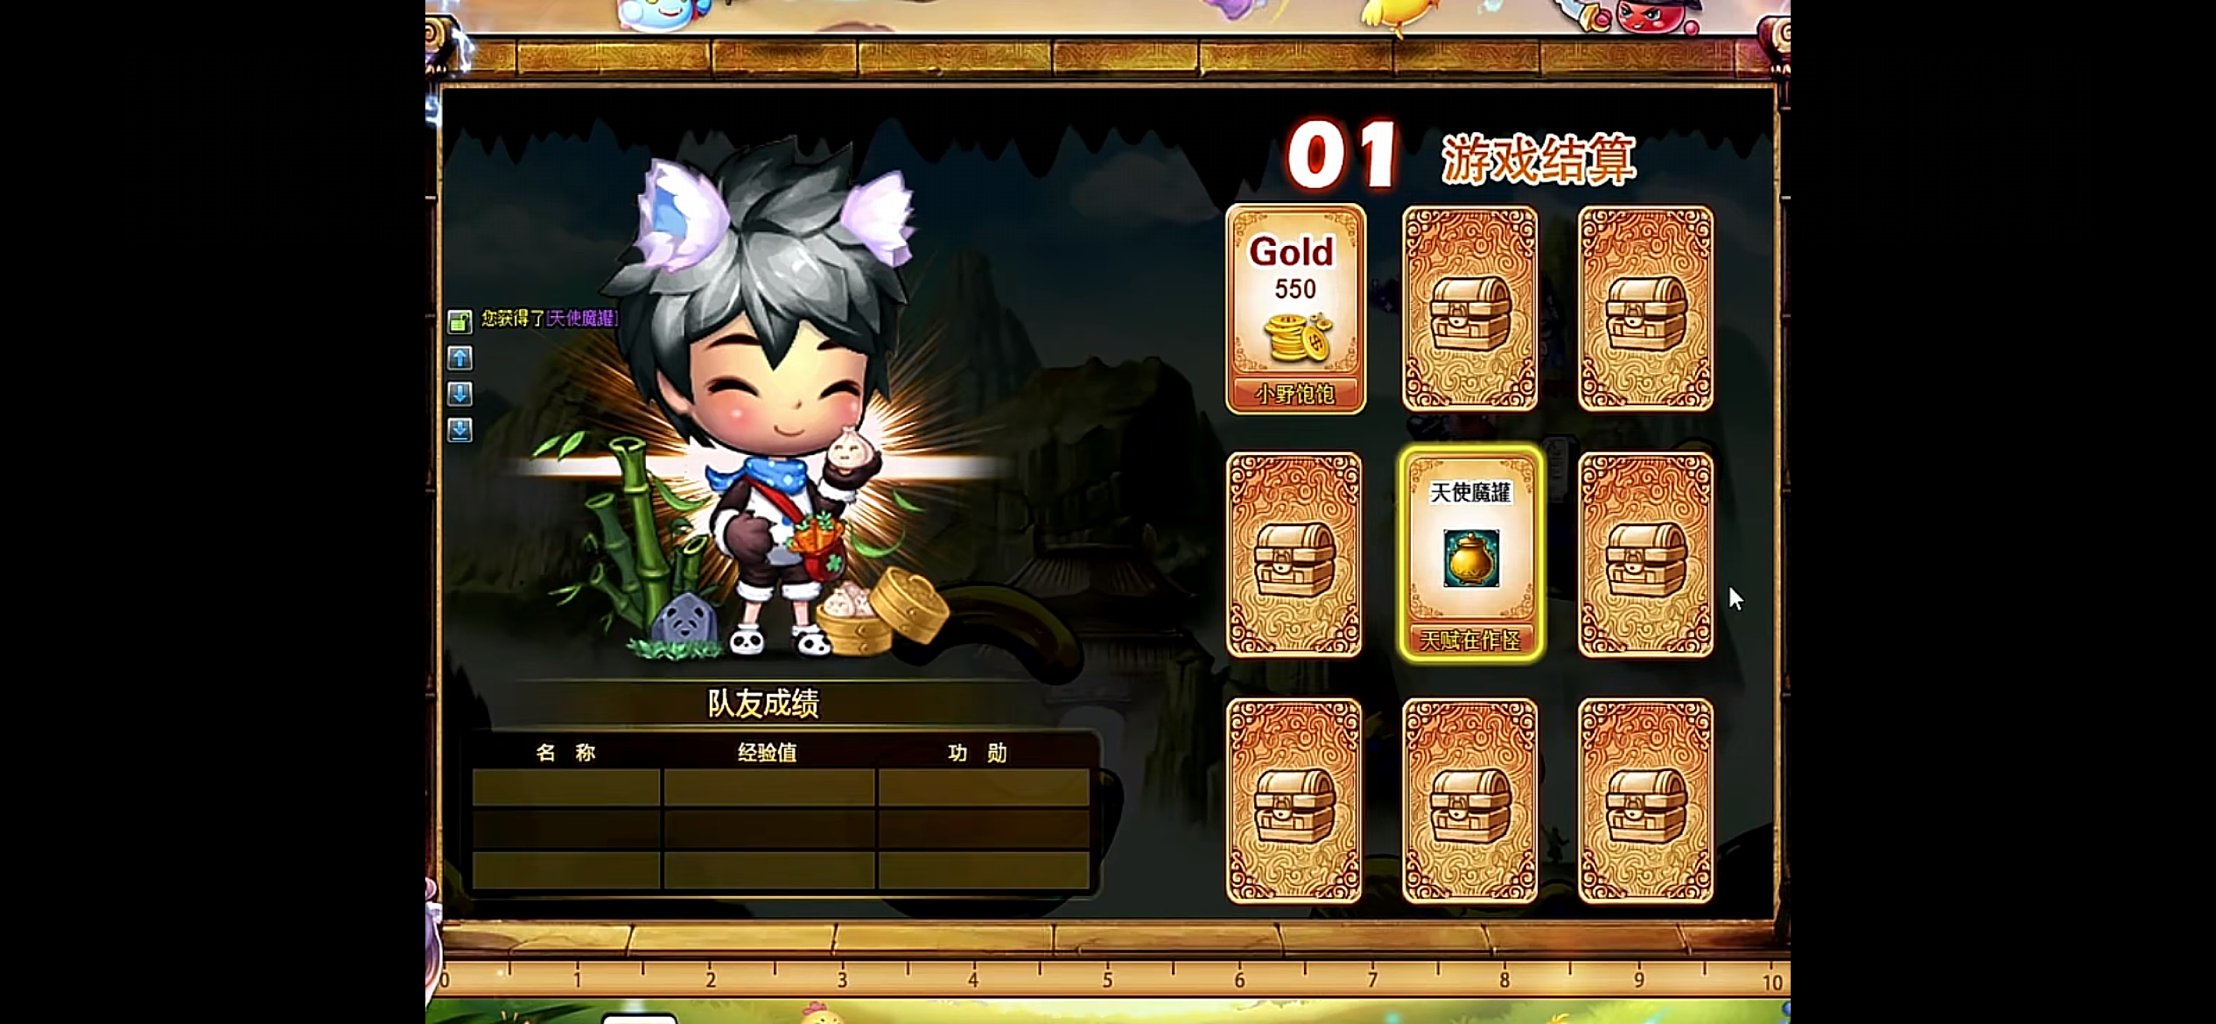 01 游戏结算
Gold
550
小野饱饱
您获得了[天使魔罐]
天使魔罐
天赋在作怪
队友成绩
名 称 经验值 功 勋
0 1 2 3 4 5 6 7 8 9 10